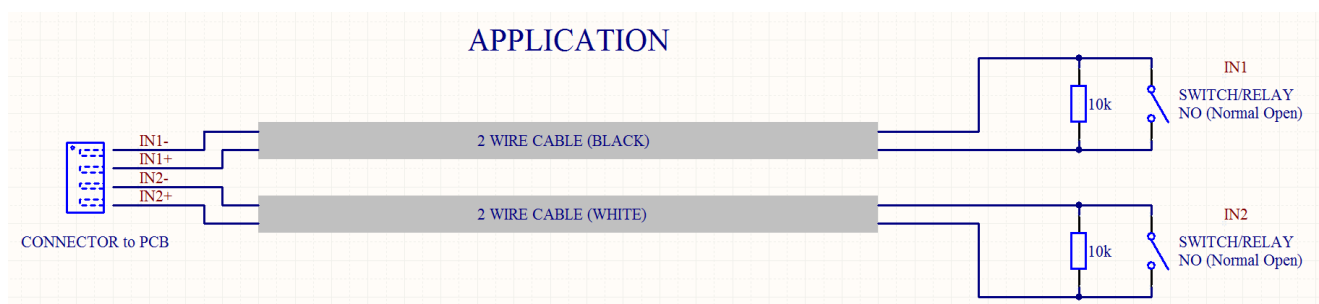 APPLICATION
IN1-
IN1+
IN2-
IN2+
CONNECTOR to PCB
2 WIRE CABLE (BLACK)
2 WIRE CABLE (WHITE)
10k
IN1
SWITCH/RELAY
NO (Normal Open)
10k
IN2
SWITCH/RELAY
NO (Normal Open)